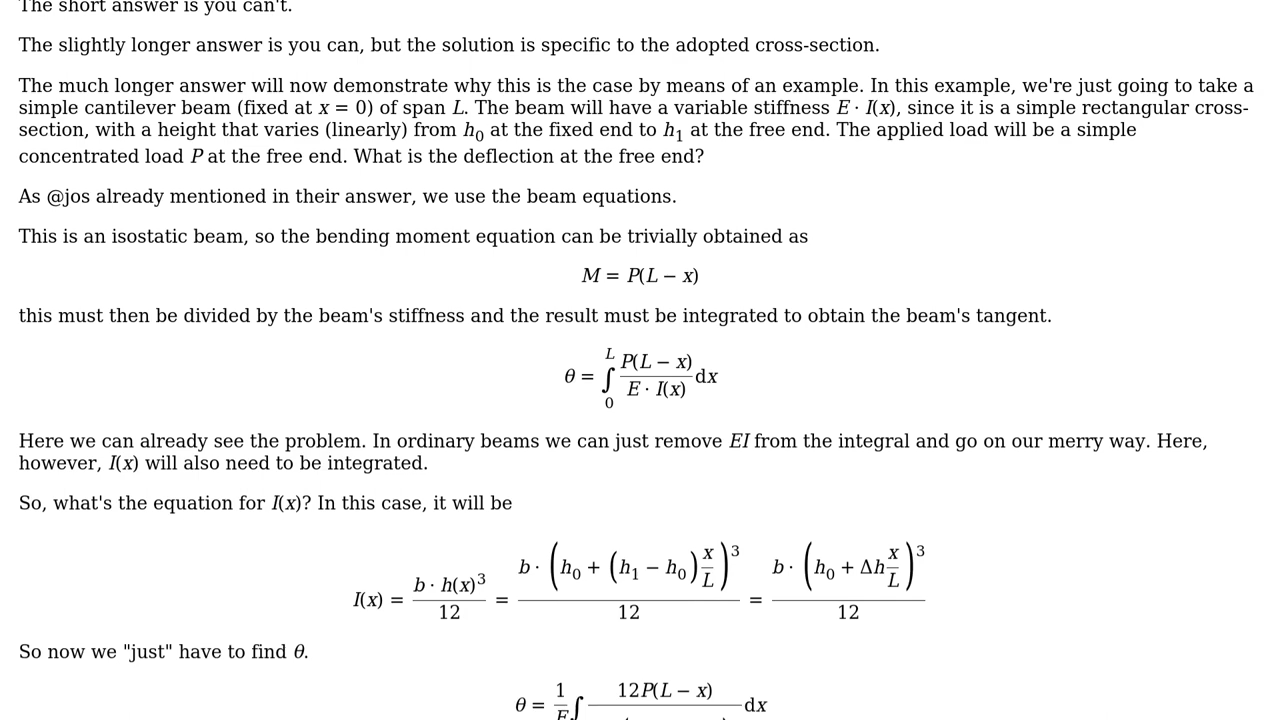 The short answer is you can't.
The slightly longer answer is you can, but the solution is specific to the adopted cross-section.
The much longer answer will now demonstrate why this is the case by means of an example. In this example, we're just going to take a
simple cantilever beam (fixed at x = 0) of span L. The beam will have a variable stiffness E · I(x), since it is a simple rectangular cross-
section, with a height that varies (linearly) from h₀ at the fixed end to h₁ at the free end. The applied load will be a simple
concentrated load P at the free end. What is the deflection at the free end?
As @jos already mentioned in their answer, we use the beam equations.
This is an isostatic beam, so the bending moment equation can be trivially obtained as
M = P(L − x)
this must then be divided by the beam's stiffness and the result must be integrated to obtain the beam's tangent.
θ = ∫₀ᴸ P(L − x) / (E · I(x)) dx
Here we can already see the problem. In ordinary beams we can just remove EI from the integral and go on our merry way. Here,
however, I(x) will also need to be integrated.
So, what's the equation for I(x)? In this case, it will be
I(x) = b · h(x)³ / 12 = b · (h₀ + (h₁ − h₀) x/L)³ / 12 = b · (h₀ + Δh x/L)³ / 12
So now we "just" have to find θ.
θ = 1/E ∫ 12P(L − x) dx